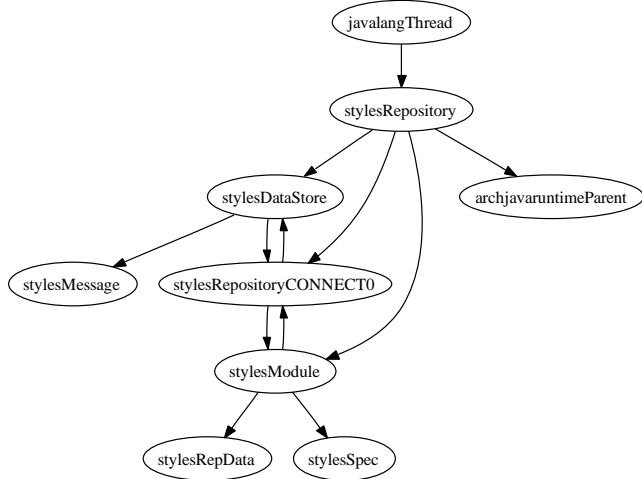 javalangThread
stylesRepository
stylesDataStore
archjavaruntimeParent
stylesMessage
stylesRepositoryCONNECT0
stylesModule
stylesRepData
stylesSpec